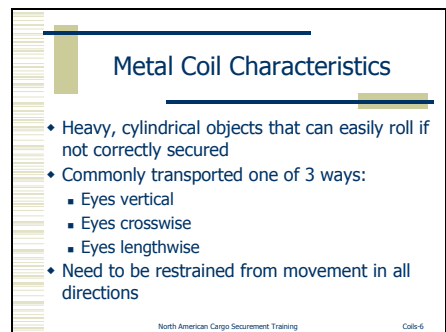 Metal Coil Characteristics
◆ Heavy, cylindrical objects that can easily roll if
not correctly secured
◆ Commonly transported one of 3 ways:
■ Eyes vertical
■ Eyes crosswise
■ Eyes lengthwise
◆ Need to be restrained from movement in all
directions
North American Cargo Securement Training Coils-6